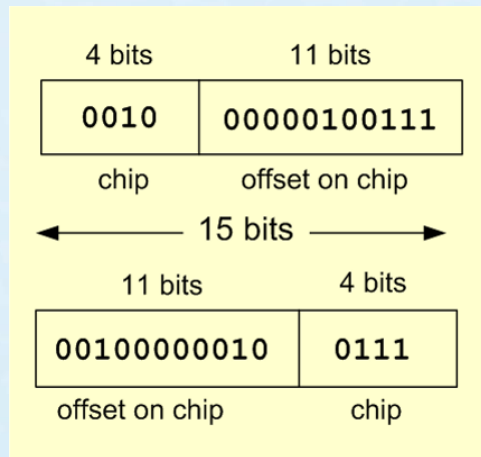 4 bits 11 bits
0010 00000100111
chip offset on chip
15 bits
11 bits 4 bits
00100000010 0111
offset on chip chip